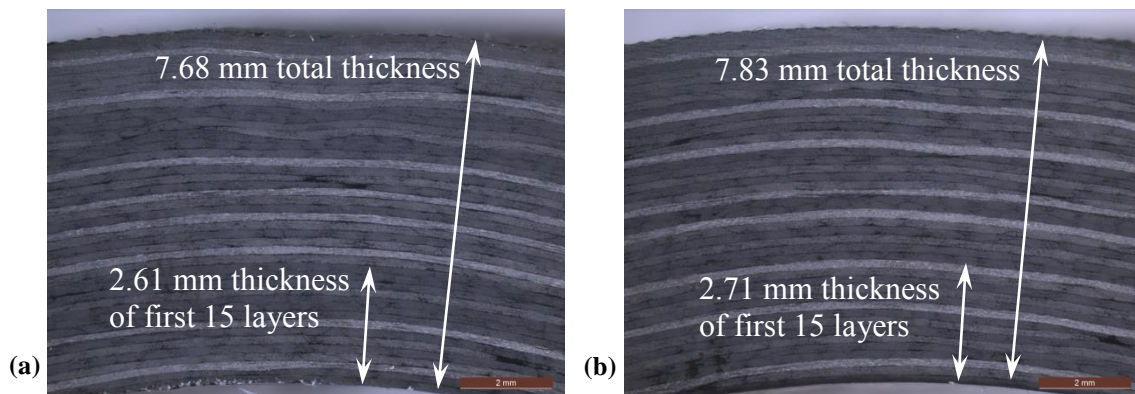 7.68 mm total thickness
2.61 mm thickness
of first 15 layers
2 mm
(a)
7.83 mm total thickness
2.71 mm thickness
of first 15 layers
2 mm
(b)